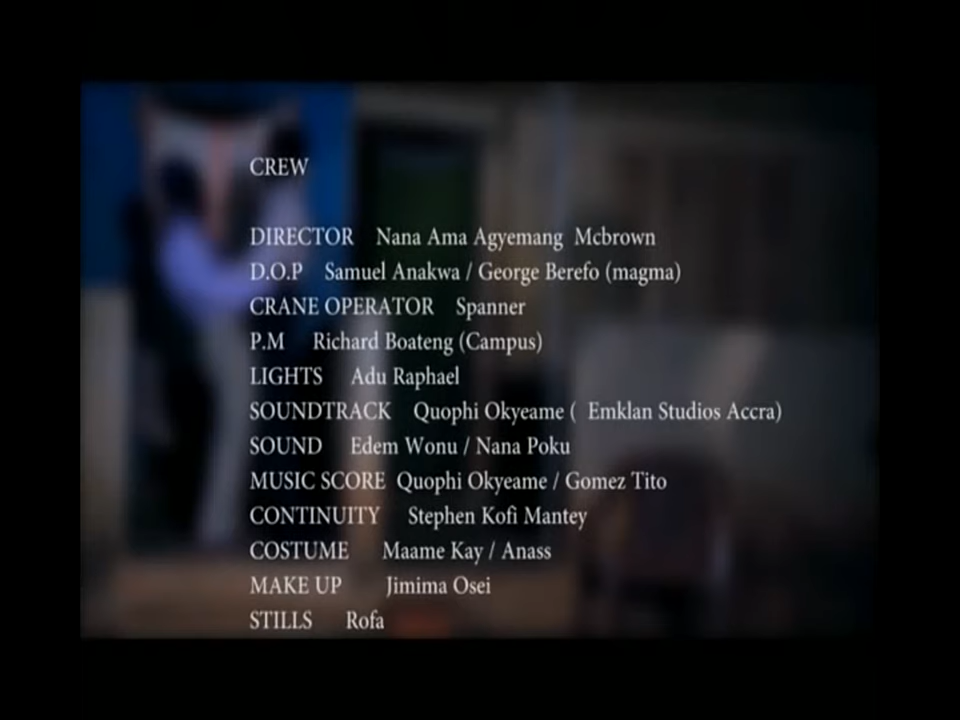 CREW
DIRECTOR Nana Ama Agyemang Mcbrown
D.O.P Samuel Anakwa / George Berefo (magma)
CRANE OPERATOR Spanner
P.M Richard Boateng (Campus)
LIGHTS Adu Raphael
SOUNDTRACK Quophi Okyeame ( Emklan Studios Accra)
SOUND Edem Wonu / Nana Poku
MUSIC SCORE Quophi Okyeame / Gomez Tito
CONTINUITY Stephen Kofi Mantey
COSTUME Maame Kay / Anass
MAKE UP Jimima Osei
STILLS Rofa